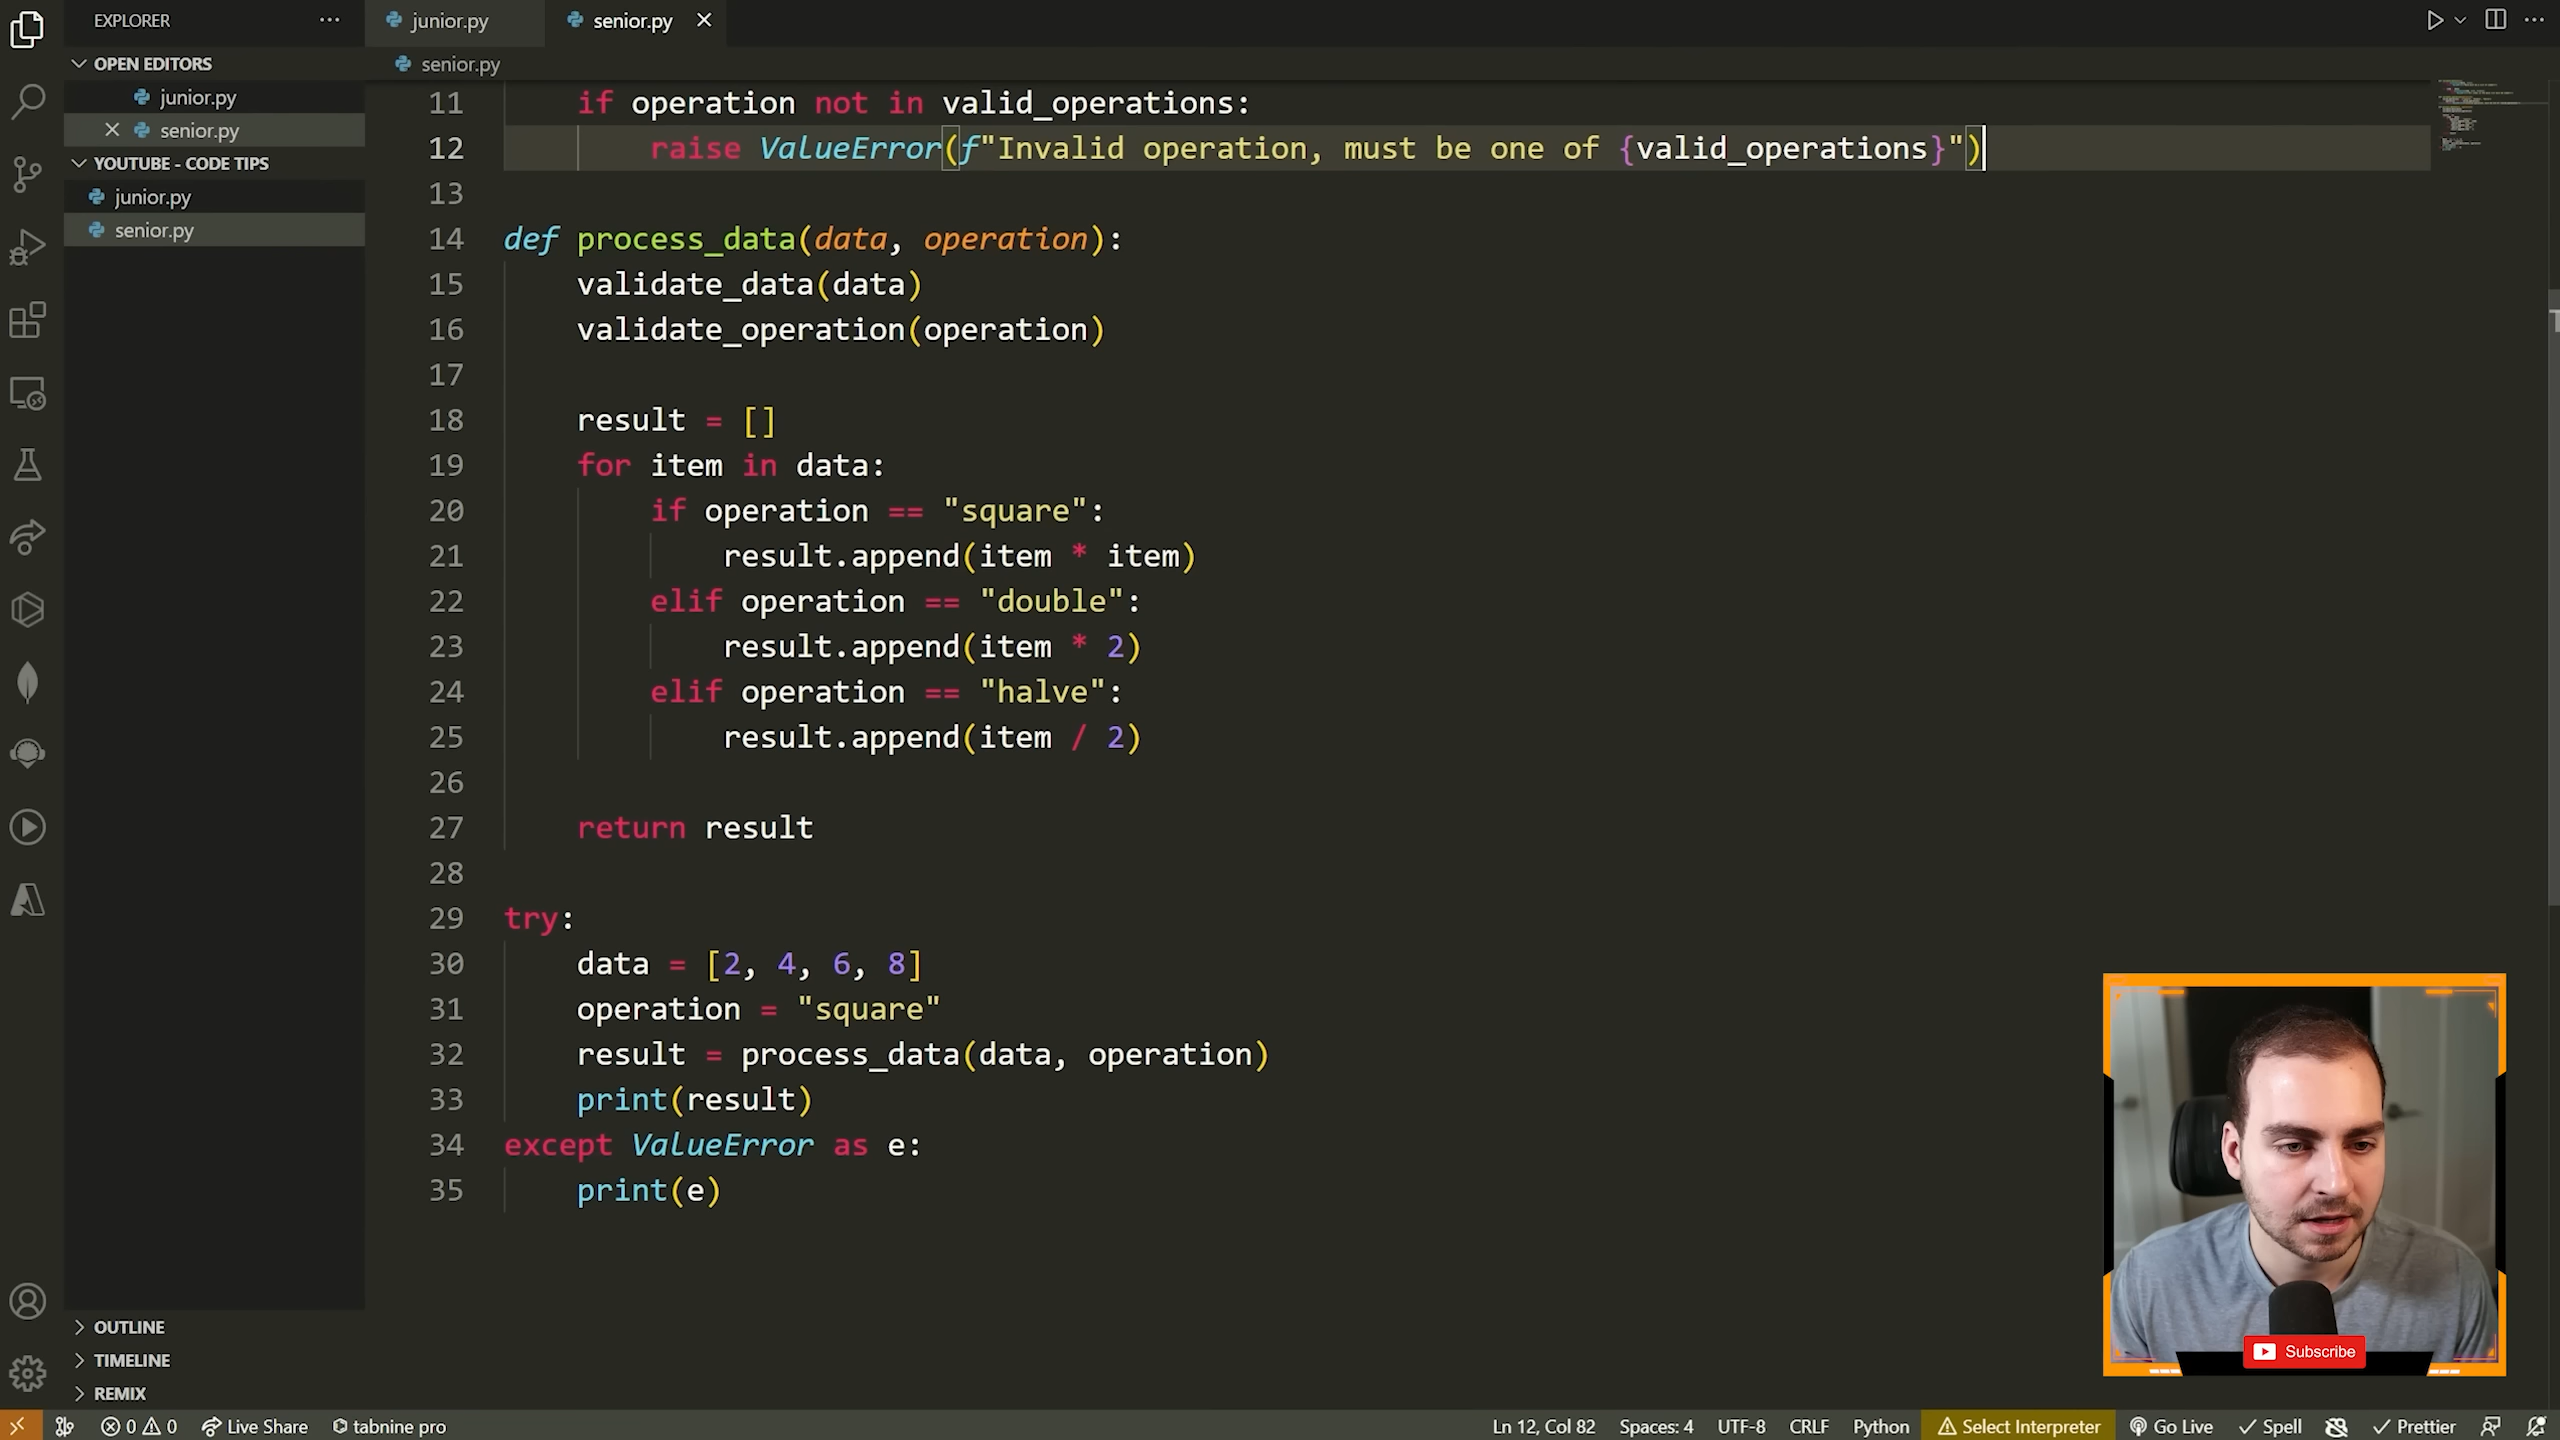 EXPLORER
junior.py
senior.py
OPEN EDITORS
junior.py
senior.py
YOUTUBE - CODE TIPS
junior.py
senior.py
OUTLINE
TIMELINE
REMIX
senior.py
11 if operation not in valid_operations:
12 raise ValueError(f"Invalid operation, must be one of {valid_operations}")
13
14 def process_data(data, operation):
15 validate_data(data)
16 validate_operation(operation)
17
18 result = []
19 for item in data:
20 if operation == "square":
21 result.append(item * item)
22 elif operation == "double":
23 result.append(item * 2)
24 elif operation == "halve":
25 result.append(item / 2)
26
27 return result
28
29 try:
30 data = [2, 4, 6, 8]
31 operation = "square"
32 result = process_data(data, operation)
33 print(result)
34 except ValueError as e:
35 print(e)
Subscribe
0 0 Live Share tabnine pro Ln 12, Col 82 Spaces: 4 UTF-8 CRLF Python Select Interpreter Go Live Spell Prettier